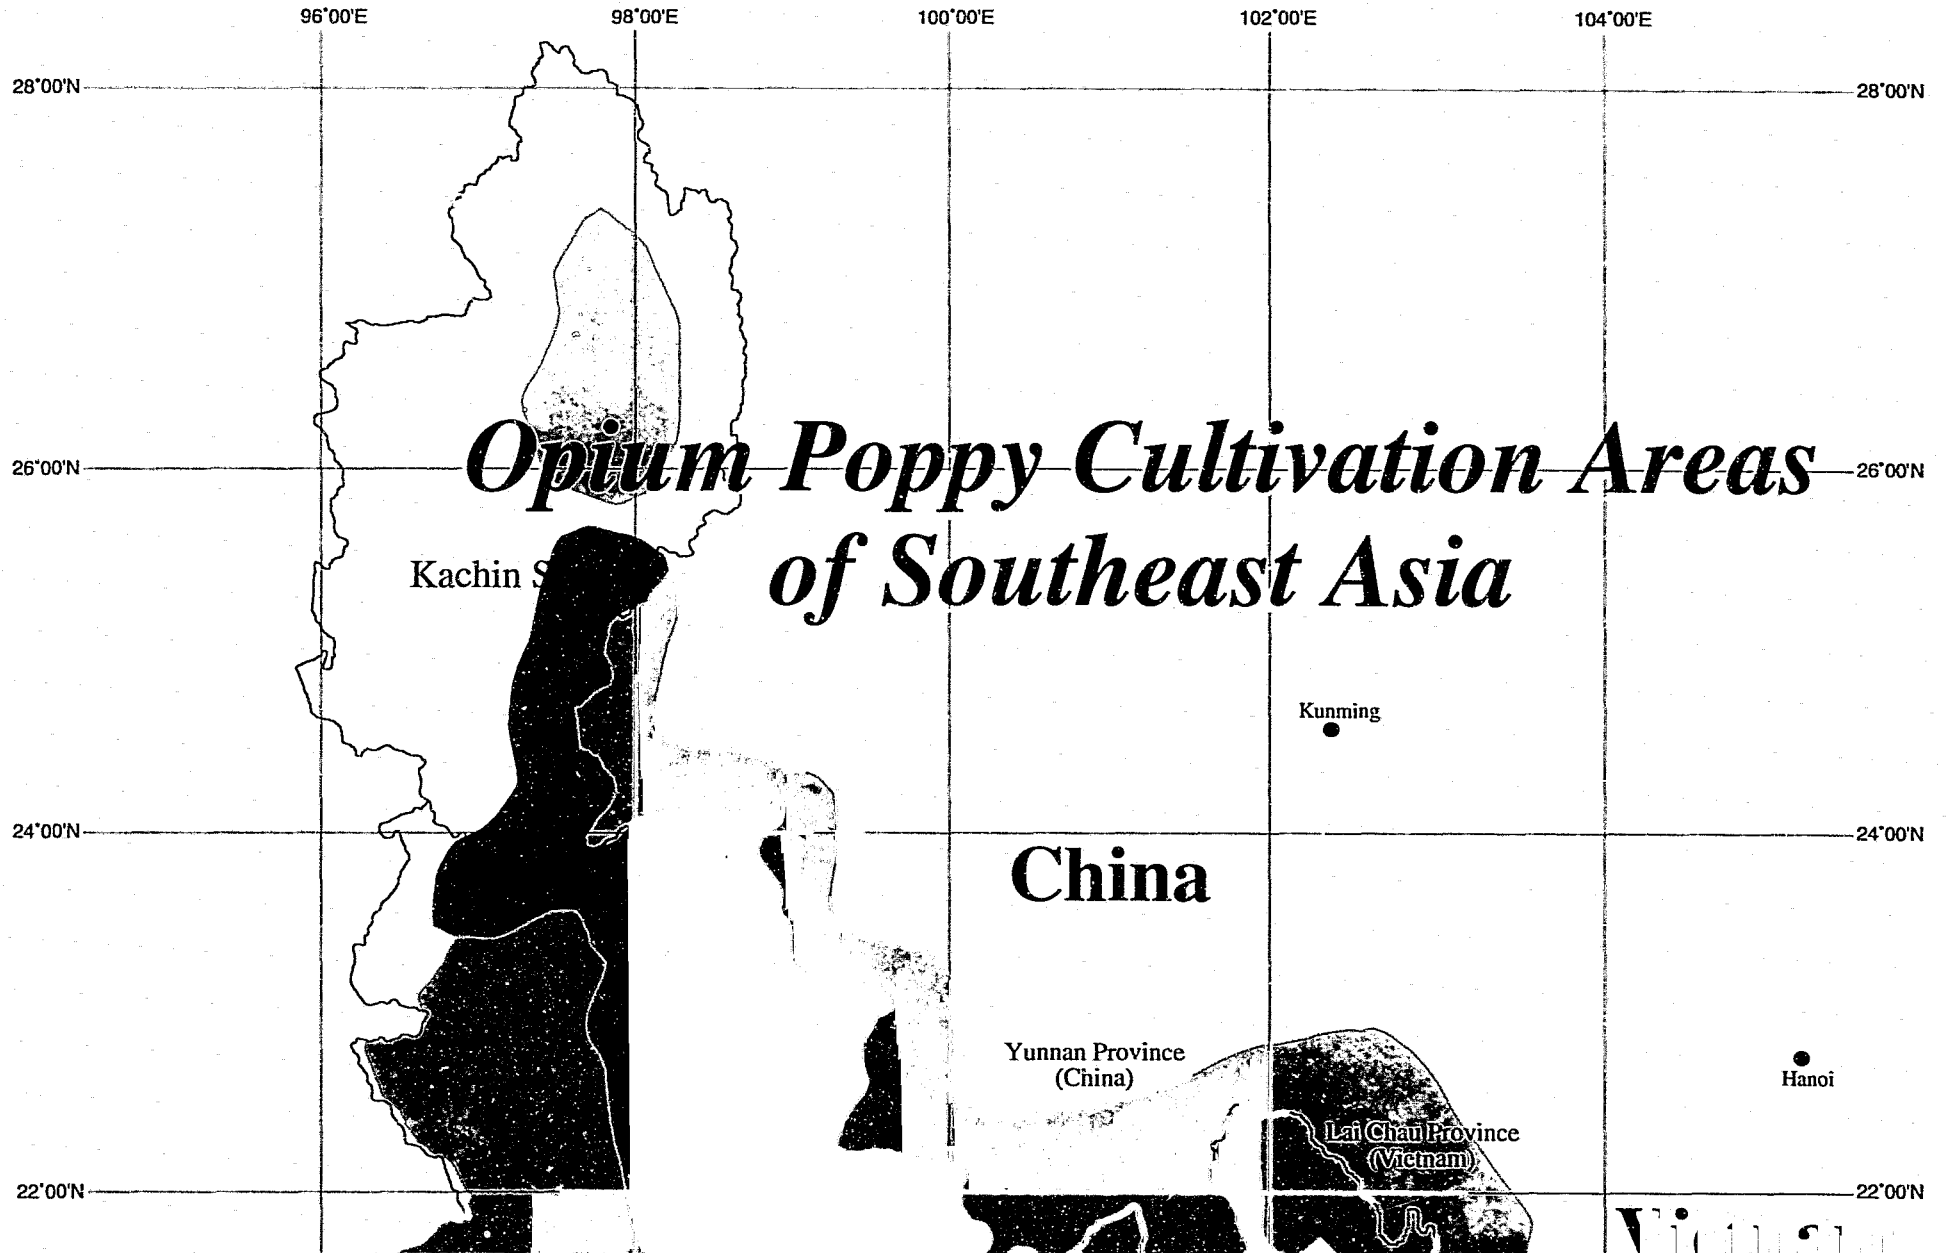 96°00'E 98°00'E 100°00'E 102°00'E 104°00'E
28°00'N 28°00'N
Opium Poppy Cultivation Areas
26°00'N 26°00'N
of Southeast Asia
Kachin S
Kunming
24°00'N 24°00'N
China
Yunnan Province
(China)
Hanoi
Lai Chau Province
(Vietnam)
22°00'N 22°00'N